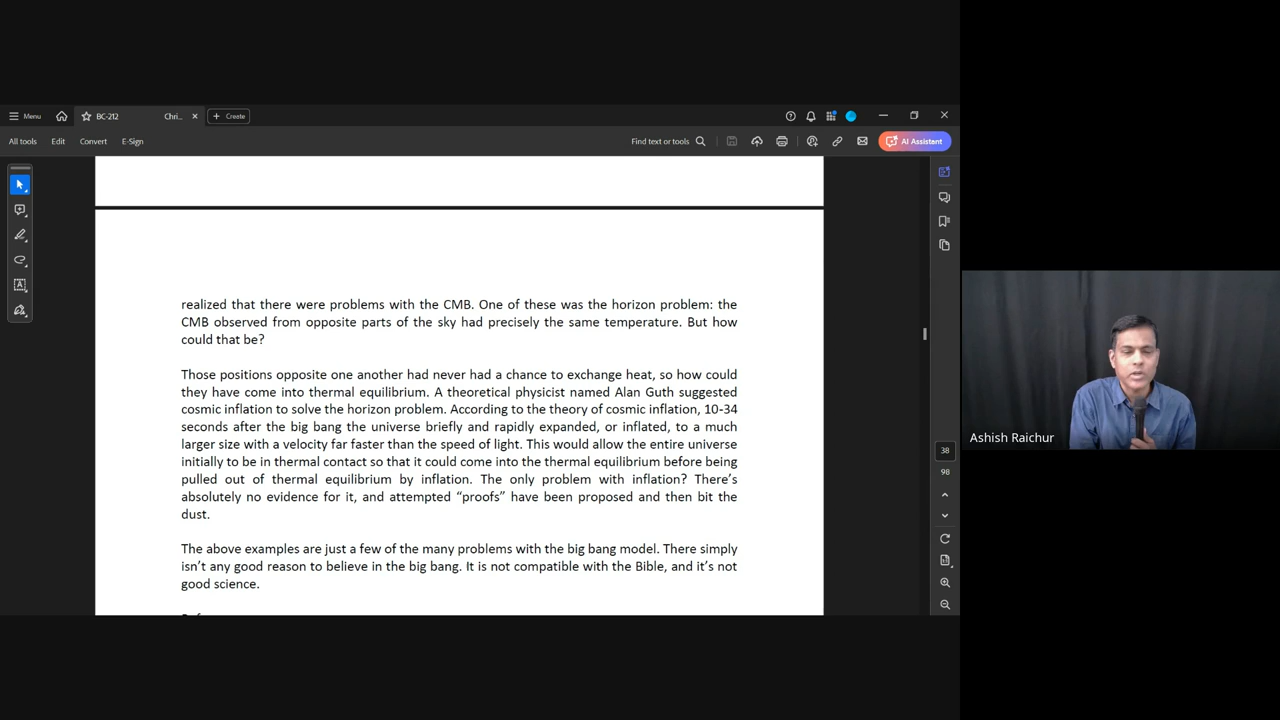 Menu
BC-212
Chri...
Create
All tools
Edit
Convert
E-Sign
Find text or tools
AI Assistant
realized that there were problems with the CMB. One of these was the horizon problem: the
CMB observed from opposite parts of the sky had precisely the same temperature. But how
could that be?
Those positions opposite one another had never had a chance to exchange heat, so how could
they have come into thermal equilibrium. A theoretical physicist named Alan Guth suggested
cosmic inflation to solve the horizon problem. According to the theory of cosmic inflation, 10-34
seconds after the big bang the universe briefly and rapidly expanded, or inflated, to a much
larger size with a velocity far faster than the speed of light. This would allow the entire universe
initially to be in thermal contact so that it could come into the thermal equilibrium before being
pulled out of thermal equilibrium by inflation. The only problem with inflation? There's
absolutely no evidence for it, and attempted “proofs” have been proposed and then bit the
dust.
The above examples are just a few of the many problems with the big bang model. There simply
isn't any good reason to believe in the big bang. It is not compatible with the Bible, and it's not
good science.
38
98
Ashish Raichur